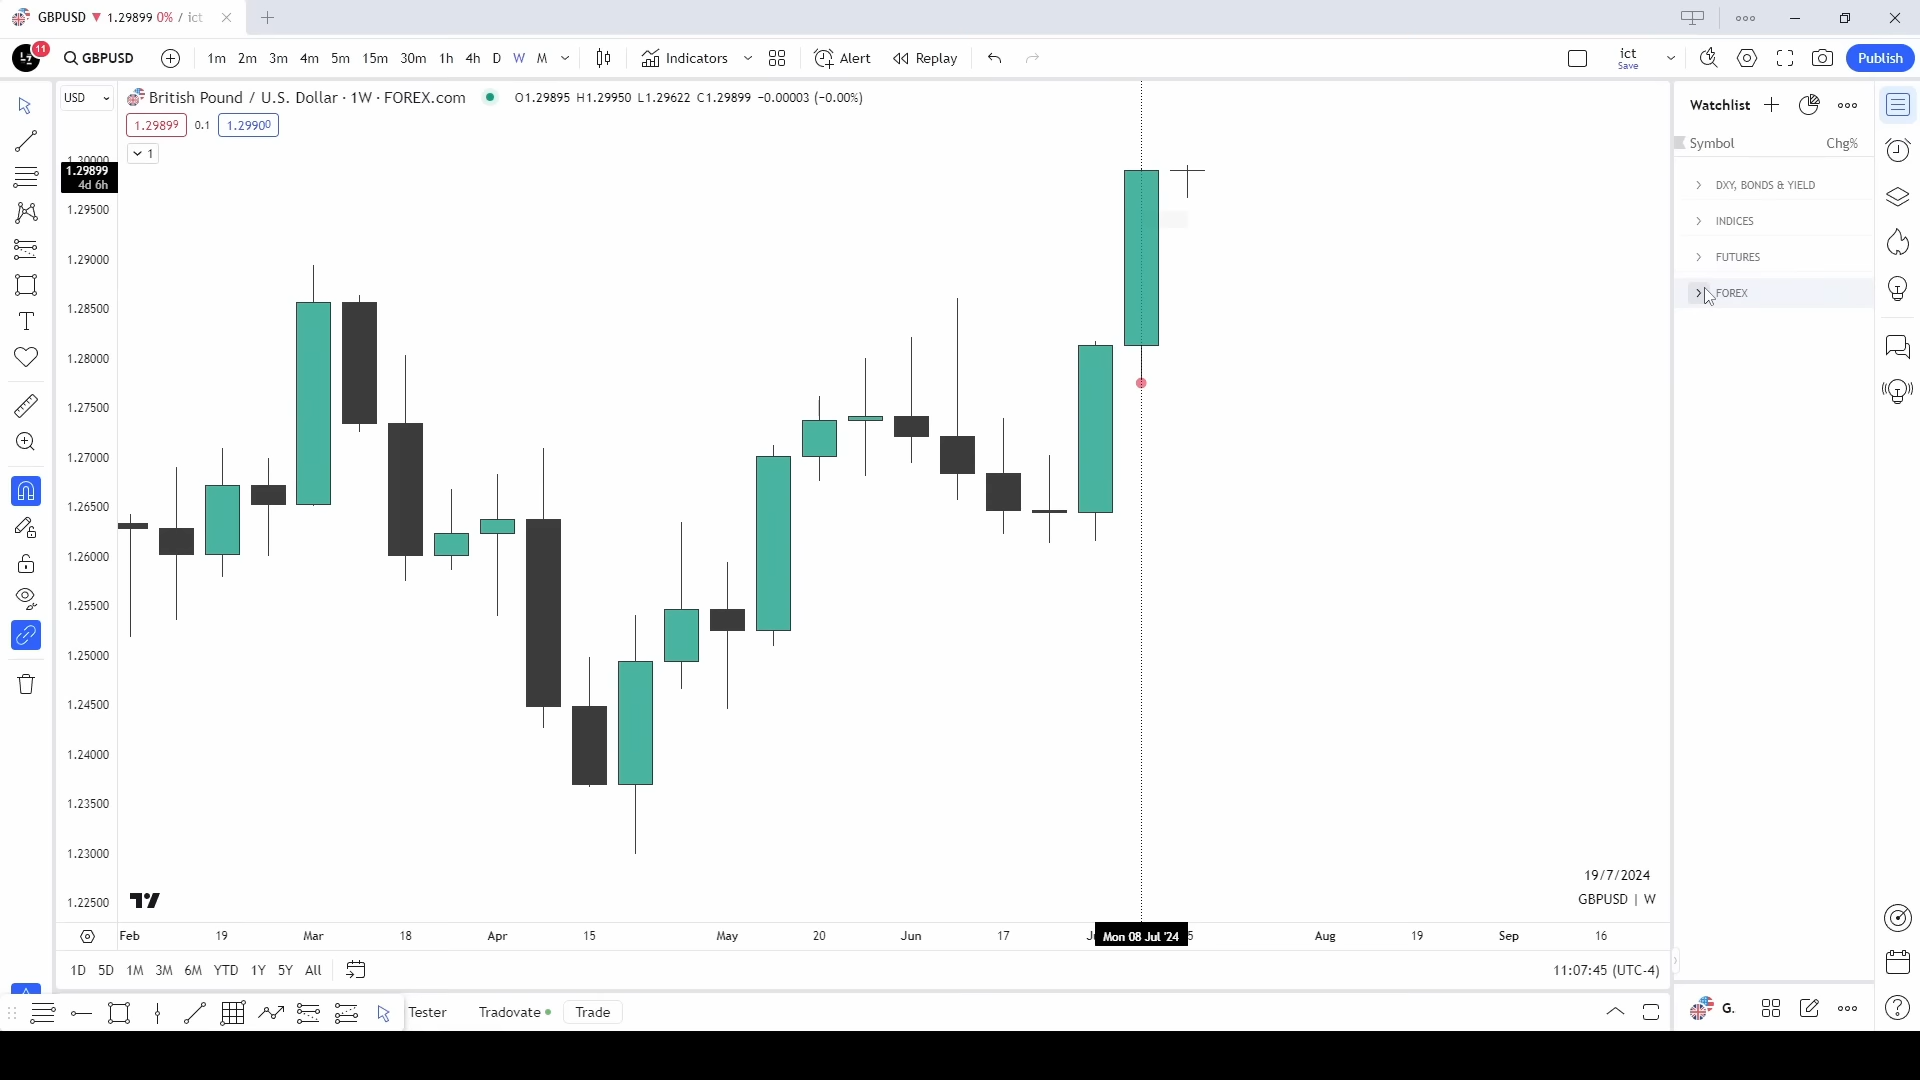 GBPUSD ▼ 1.29899 0% / ict
11
GBPUSD 1m 2m 3m 4m 5m 15m 30m 1h 4h D W M Indicators Alert Replay ict Save Publish
USD British Pound / U.S. Dollar · 1W · FOREX.com O1.29895 H1.29950 L1.29622 C1.29899 −0.00003 (−0.00%)
1.29899 0.1 1.29900
1
Watchlist
Symbol Chg%
DXY, BONDS & YIELD
INDICES
FUTURES
FOREX
1.29899
4d 6h
1.29500
1.29000
1.28500
1.28000
1.27500
1.27000
1.26500
1.26000
1.25500
1.25000
1.24500
1.24000
1.23500
1.23000
1.22500
19/7/2024
GBPUSD | W
Feb 19 Mar 18 Apr 15 May 20 Jun 17 Mon 08 Jul '24 Aug 19 Sep 16
1D 5D 1M 3M 6M YTD 1Y 5Y All 11:07:45 (UTC-4)
Tester Tradovate Trade G.